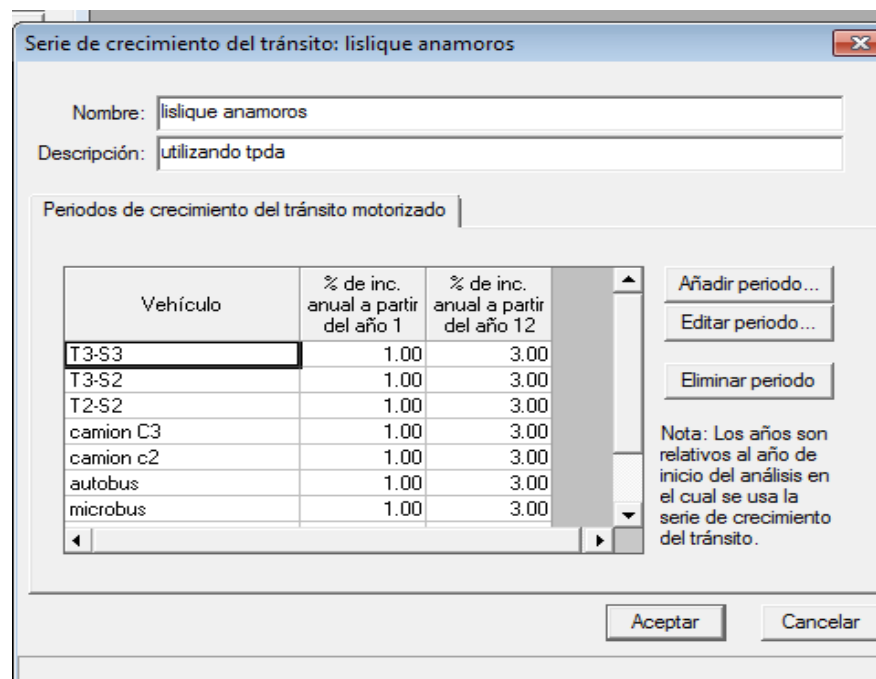 Serie de crecimiento del tránsito: lislique anamoros
Nombre: lislique anamoros
Descripción: utilizando tpda
Periodos de crecimiento del tránsito motorizado
Vehículo
% de inc.
anual a partir
del año 1
% de inc.
anual a partir
del año 12
T3-S3 1.00 3.00
T3-S2 1.00 3.00
T2-S2 1.00 3.00
camion C3 1.00 3.00
camion c2 1.00 3.00
autobus 1.00 3.00
microbus 1.00 3.00
Añadir periodo...
Editar periodo...
Eliminar periodo
Nota: Los años son
relativos al año de
inicio del análisis en
el cual se usa la
serie de crecimiento
del tránsito.
Aceptar Cancelar